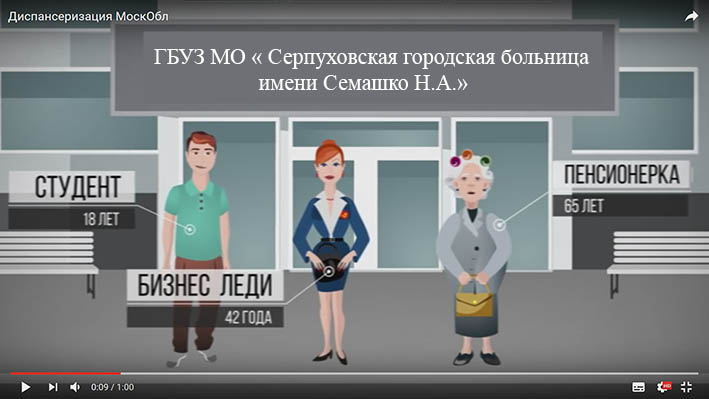 Диспансеризация МоскОбл
ГБУЗ МО « Серпуховская городская больница
имени Семашко Н.А.»
СТУДЕНТ
18 ЛЕТ
ПЕНСИОНЕРКА
65 ЛЕТ
БИЗНЕС ЛЕДИ
42 ГОДА
0:09 / 1:00
HD